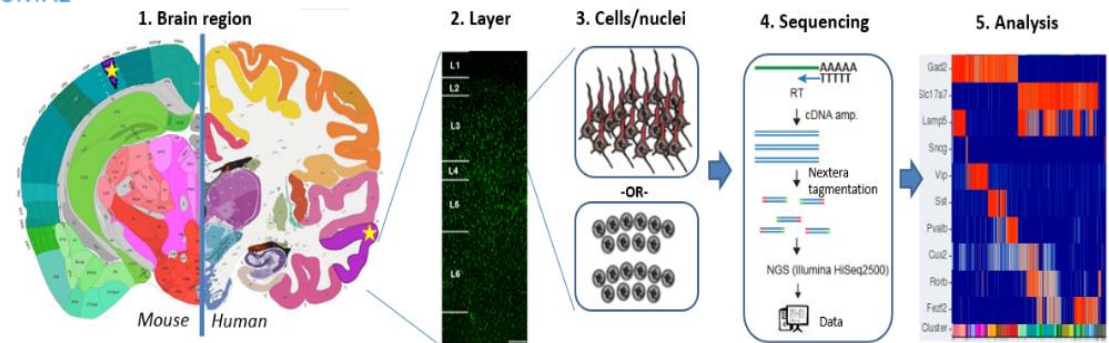 1. Brain region
2. Layer
3. Cells/nuclei
4. Sequencing
5. Analysis
Mouse
Human
L1
L2
L3
L4
L5
L6
-OR-
AAAAA
TTTTT
RT
cDNA amp.
Nextera
tagmentation
NGS (Illumina HiSeq2500)
Data
Gad2
Slc17a7
Lamp5
Sncg
Vip
Sst
Pvalb
Cux2
Rorb
Fezf2
Cluster